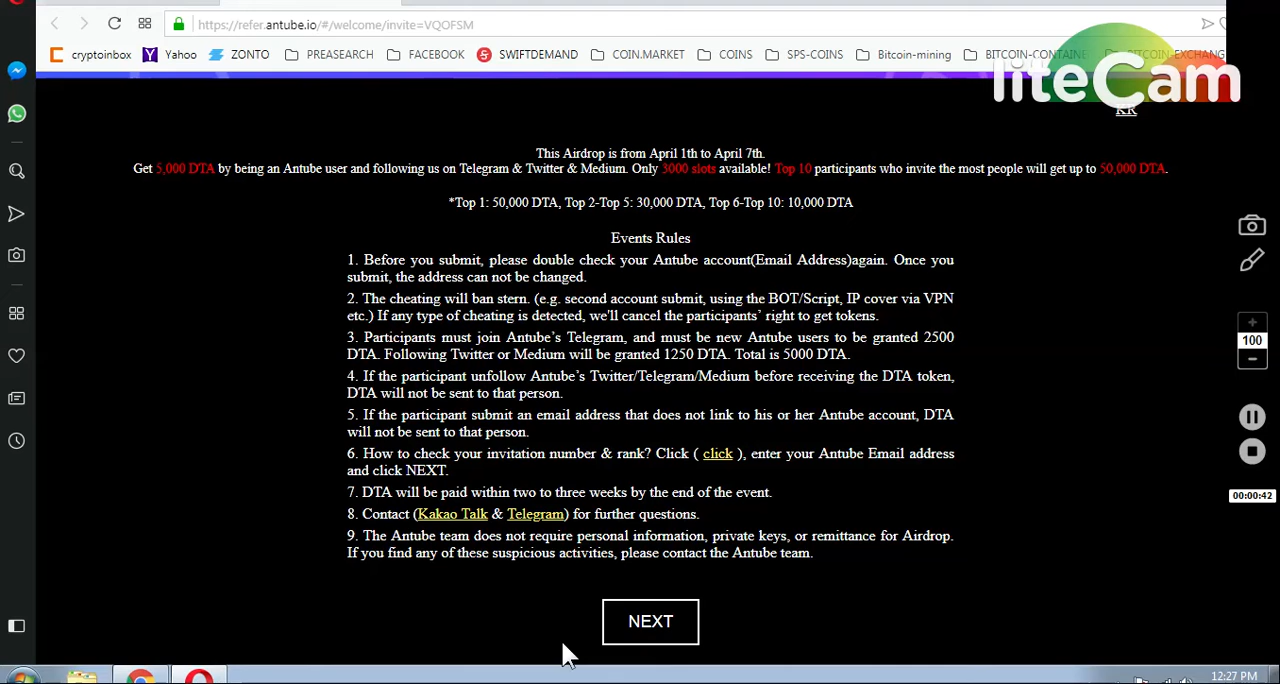 https://refer.antube.io/#/welcome/invite=VQOFSM
cryptoinbox Yahoo ZONTO PREASEARCH FACEBOOK SWIFTDEMAND COIN.MARKET COINS SPS-COINS Bitcoin-mining BITCOIN-CONTAINE BITCOIN-EXCHANG
liteCam
KR
This Airdrop is from April 1th to April 7th.
Get 5,000 DTA by being an Antube user and following us on Telegram & Twitter & Medium. Only 3000 slots available! Top 10 participants who invite the most people will get up to 50,000 DTA.
*Top 1: 50,000 DTA, Top 2-Top 5: 30,000 DTA, Top 6-Top 10: 10,000 DTA
Events Rules
1. Before you submit, please double check your Antube account(Email Address)again. Once you
submit, the address can not be changed.
2. The cheating will ban stern. (e.g. second account submit, using the BOT/Script, IP cover via VPN
etc.) If any type of cheating is detected, we'll cancel the participants’ right to get tokens.
3. Participants must join Antube’s Telegram, and must be new Antube users to be granted 2500
DTA. Following Twitter or Medium will be granted 1250 DTA. Total is 5000 DTA.
4. If the participant unfollow Antube’s Twitter/Telegram/Medium before receiving the DTA token,
DTA will not be sent to that person.
5. If the participant submit an email address that does not link to his or her Antube account, DTA
will not be sent to that person.
6. How to check your invitation number & rank? Click ( click ), enter your Antube Email address
and click NEXT.
7. DTA will be paid within two to three weeks by the end of the event.
8. Contact (Kakao Talk & Telegram) for further questions.
9. The Antube team does not require personal information, private keys, or remittance for Airdrop.
If you find any of these suspicious activities, please contact the Antube team.
NEXT
100
00:00:42
12:27 PM